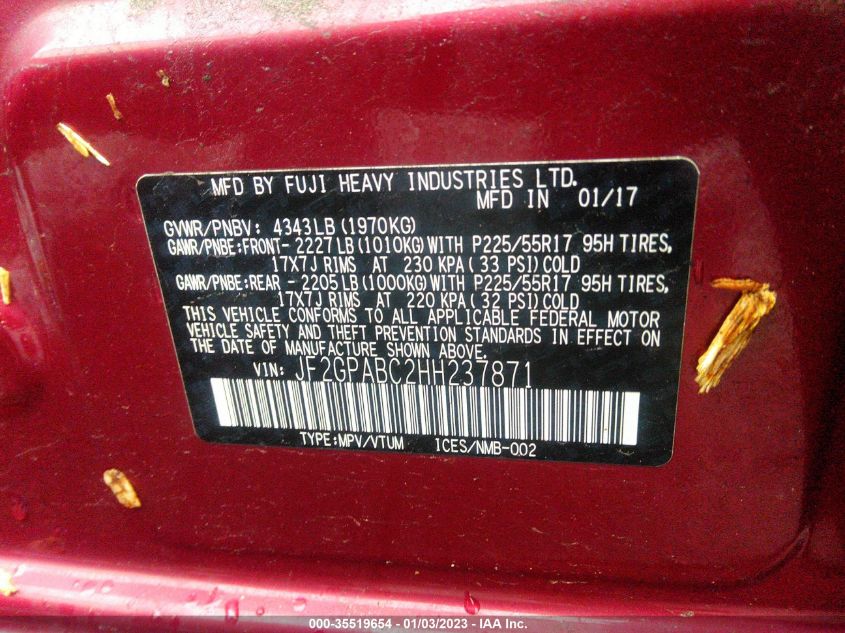 MFD BY FUJI HEAVY INDUSTRIES LTD.
MFD IN 01/17
GVWR/PNBV: 4343LB (1970KG)
GAWR/PNBE:FRONT- 2227LB (1010KG) WITH P225/55R17 95H TIRES,
17X7J RIMS AT 230 KPA ( 33 PSI) COLD
GAWR/PNBE:REAR - 2205LB (1000KG) WITH P225/55R17 95H TIRES,
17X7J RIMS AT 220 KPA ( 32 PSI) COLD
THIS VEHICLE CONFORMS TO ALL APPLICABLE FEDERAL MOTOR
VEHICLE SAFETY AND THEFT PREVENTION STANDARDS IN EFFECT ON
THE DATE OF MANUFACTURE SHOWN ABOVE.
VIN: JF2GPABC2HH237871
TYPE:MPV/VTUM ICES/NMB-002
000-35519654 - 01/03/2023 - IAA Inc.